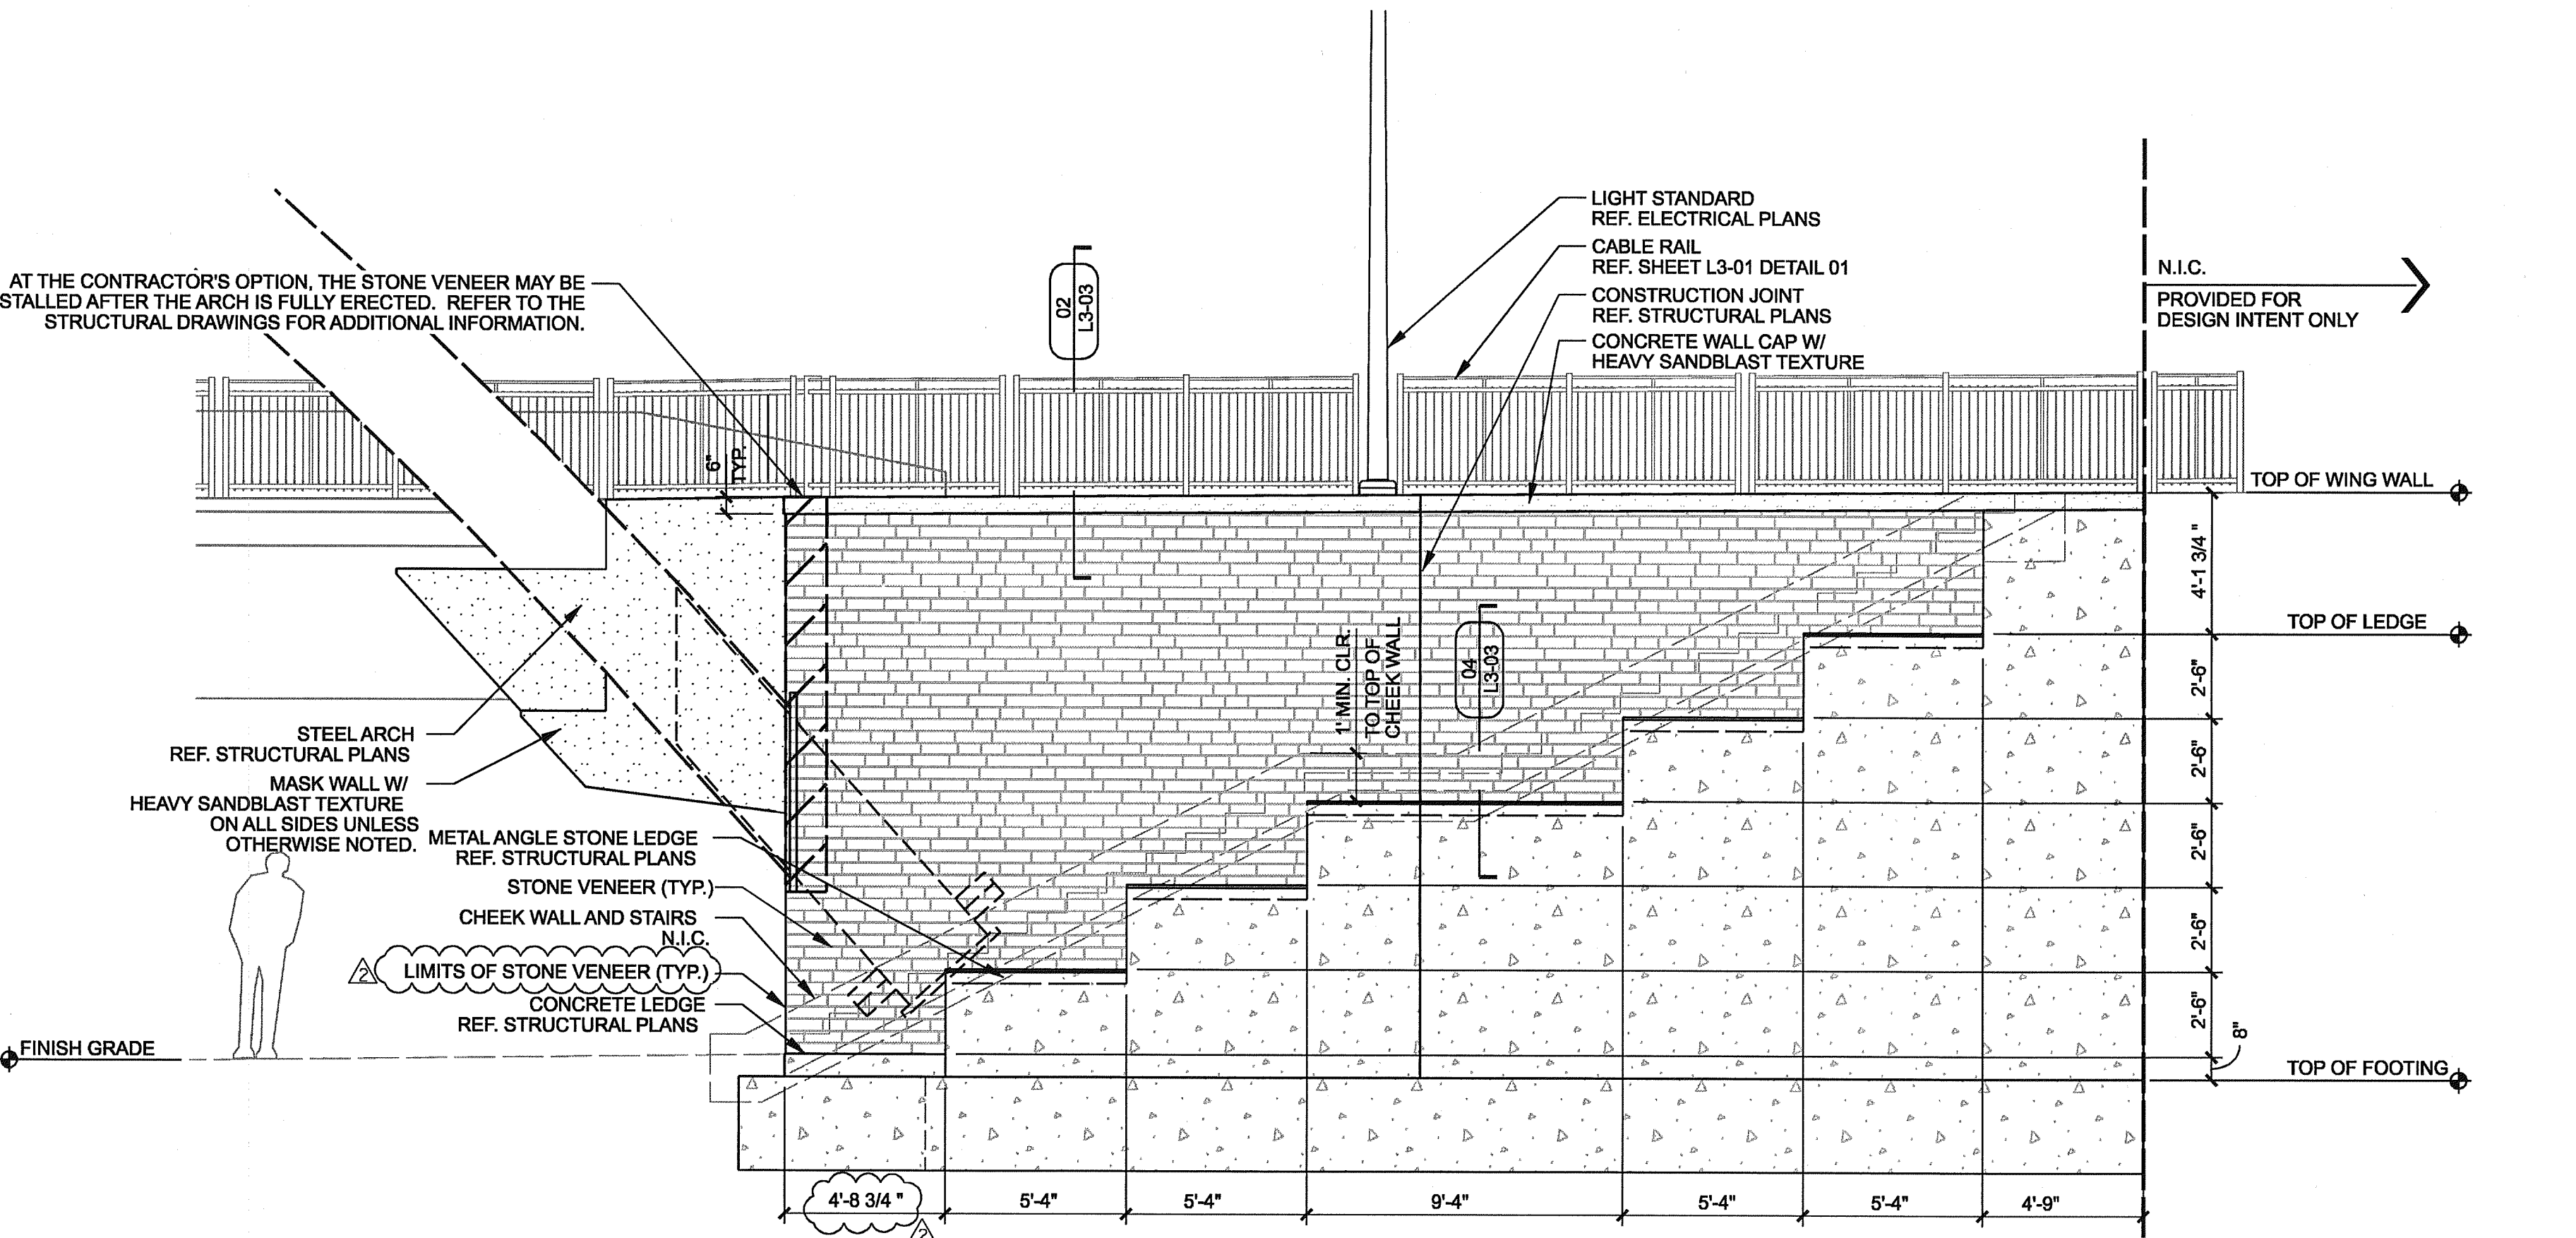 LIGHT STANDARD
REF. ELECTRICAL PLANS
CABLE RAIL
REF. SHEET L3-01 DETAIL 01
CONSTRUCTION JOINT
REF. STRUCTURAL PLANS
CONCRETE WALL CAP W/
HEAVY SANDBLAST TEXTURE
N.I.C.
PROVIDED FOR
DESIGN INTENT ONLY
02
L3-03
AT THE CONTRACTOR'S OPTION, THE STONE VENEER MAY BE
STALLED AFTER THE ARCH IS FULLY ERECTED. REFER TO THE
STRUCTURAL DRAWINGS FOR ADDITIONAL INFORMATION.
6"
TYP.
TOP OF WING WALL
4'-1 3/4 "
TOP OF LEDGE
1' MIN. CLR.
TO TOP OF
CHEEK WALL
04
L3-03
2'-6"
2'-6"
2'-6"
2'-6"
2'-6"
8"
STEEL ARCH
REF. STRUCTURAL PLANS
MASK WALL W/
HEAVY SANDBLAST TEXTURE
ON ALL SIDES UNLESS
OTHERWISE NOTED.
METAL ANGLE STONE LEDGE
REF. STRUCTURAL PLANS
STONE VENEER (TYP.)
CHEEK WALL AND STAIRS
N.I.C.
2
LIMITS OF STONE VENEER (TYP.)
CONCRETE LEDGE
REF. STRUCTURAL PLANS
FINISH GRADE
TOP OF FOOTING
4'-8 3/4 "
5'-4"
5'-4"
9'-4"
5'-4"
5'-4"
4'-9"
2